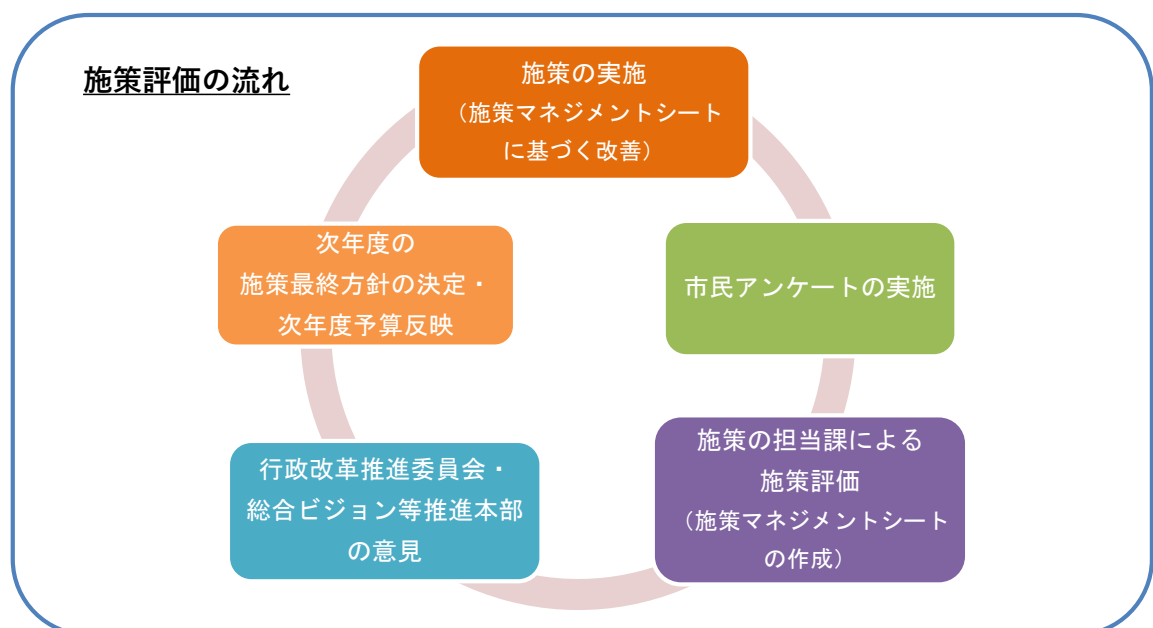 施策評価の流れ
施策の実施
（施策マネジメントシート
に基づく改善）
市民アンケートの実施
施策の担当課による
施策評価
（施策マネジメントシート
の作成）
行政改革推進委員会・
総合ビジョン等推進本部
の意見
次年度の
施策最終方針の決定・
次年度予算反映